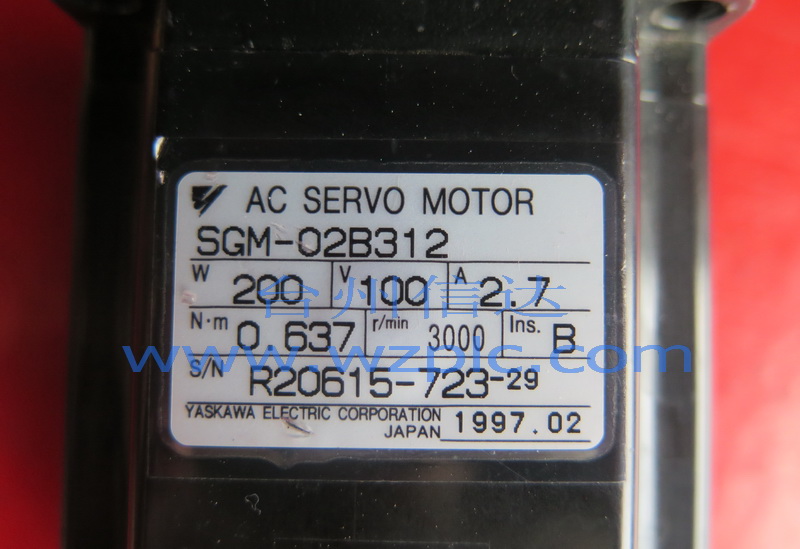 AC SERVO MOTOR
SGM-02B312
W 200 V 100 A 2.7
台州信达
N·m 0.637 r/min 3000 Ins. B
www.wzplc.com
S/N R20615-723-29
YASKAWA ELECTRIC CORPORATION
JAPAN 1997.02